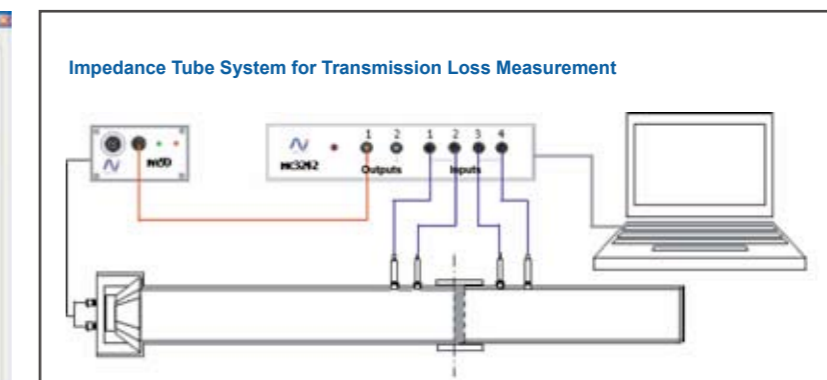 Impedance Tube System for Transmission Loss Measurement
1 2 1 2 3 4
Outputs Inputs